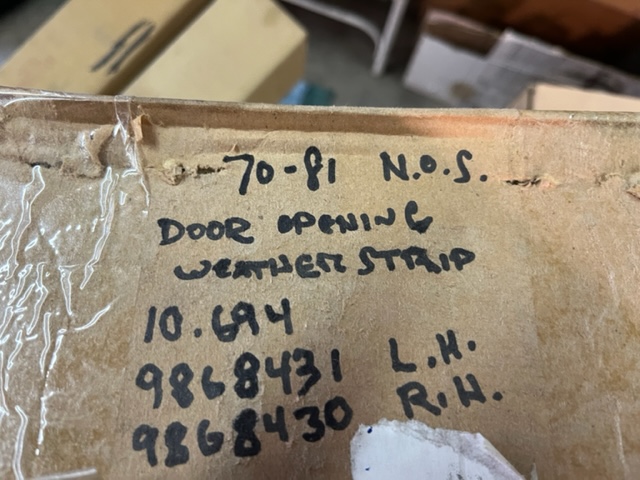 70-81 N.O.S.
DOOR OPENING
WEATHER STRIP
10.694
9868431 L.H.
9868430 R.H.